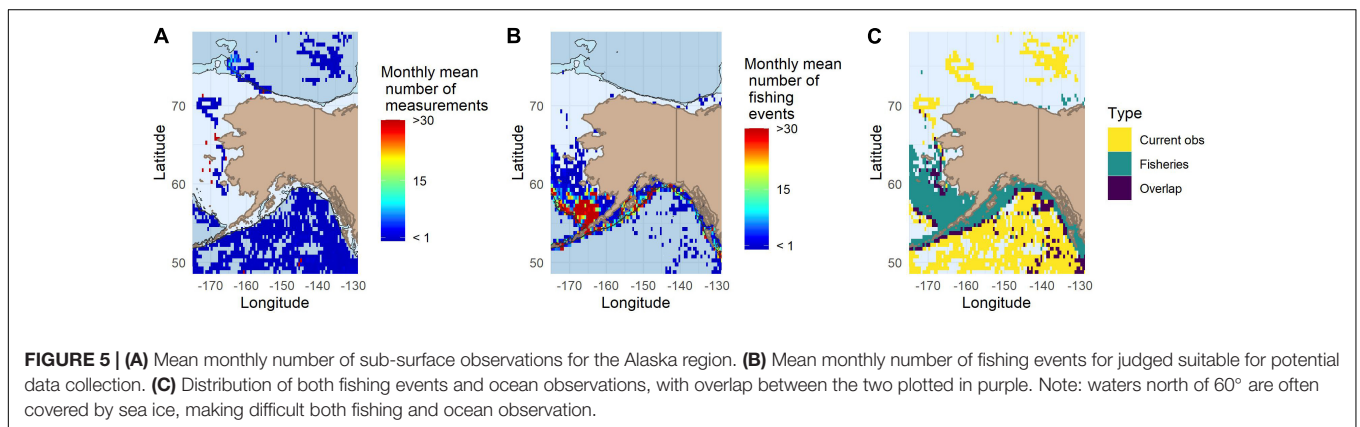 A
70
60
50
Latitude
-170 -160 -150 -140 -130
Longitude
Monthly mean
number of
measurements
>30
15
< 1
B
70
60
50
Latitude
-170 -160 -150 -140 -130
Longitude
Monthly mean
number of
fishing
events
>30
15
< 1
C
70
60
50
Latitude
-170 -160 -150 -140 -130
Longitude
Type
Current obs
Fisheries
Overlap
FIGURE 5 | (A) Mean monthly number of sub-surface observations for the Alaska region. (B) Mean monthly number of fishing events for judged suitable for potential
data collection. (C) Distribution of both fishing events and ocean observations, with overlap between the two plotted in purple. Note: waters north of 60° are often
covered by sea ice, making difficult both fishing and ocean observation.